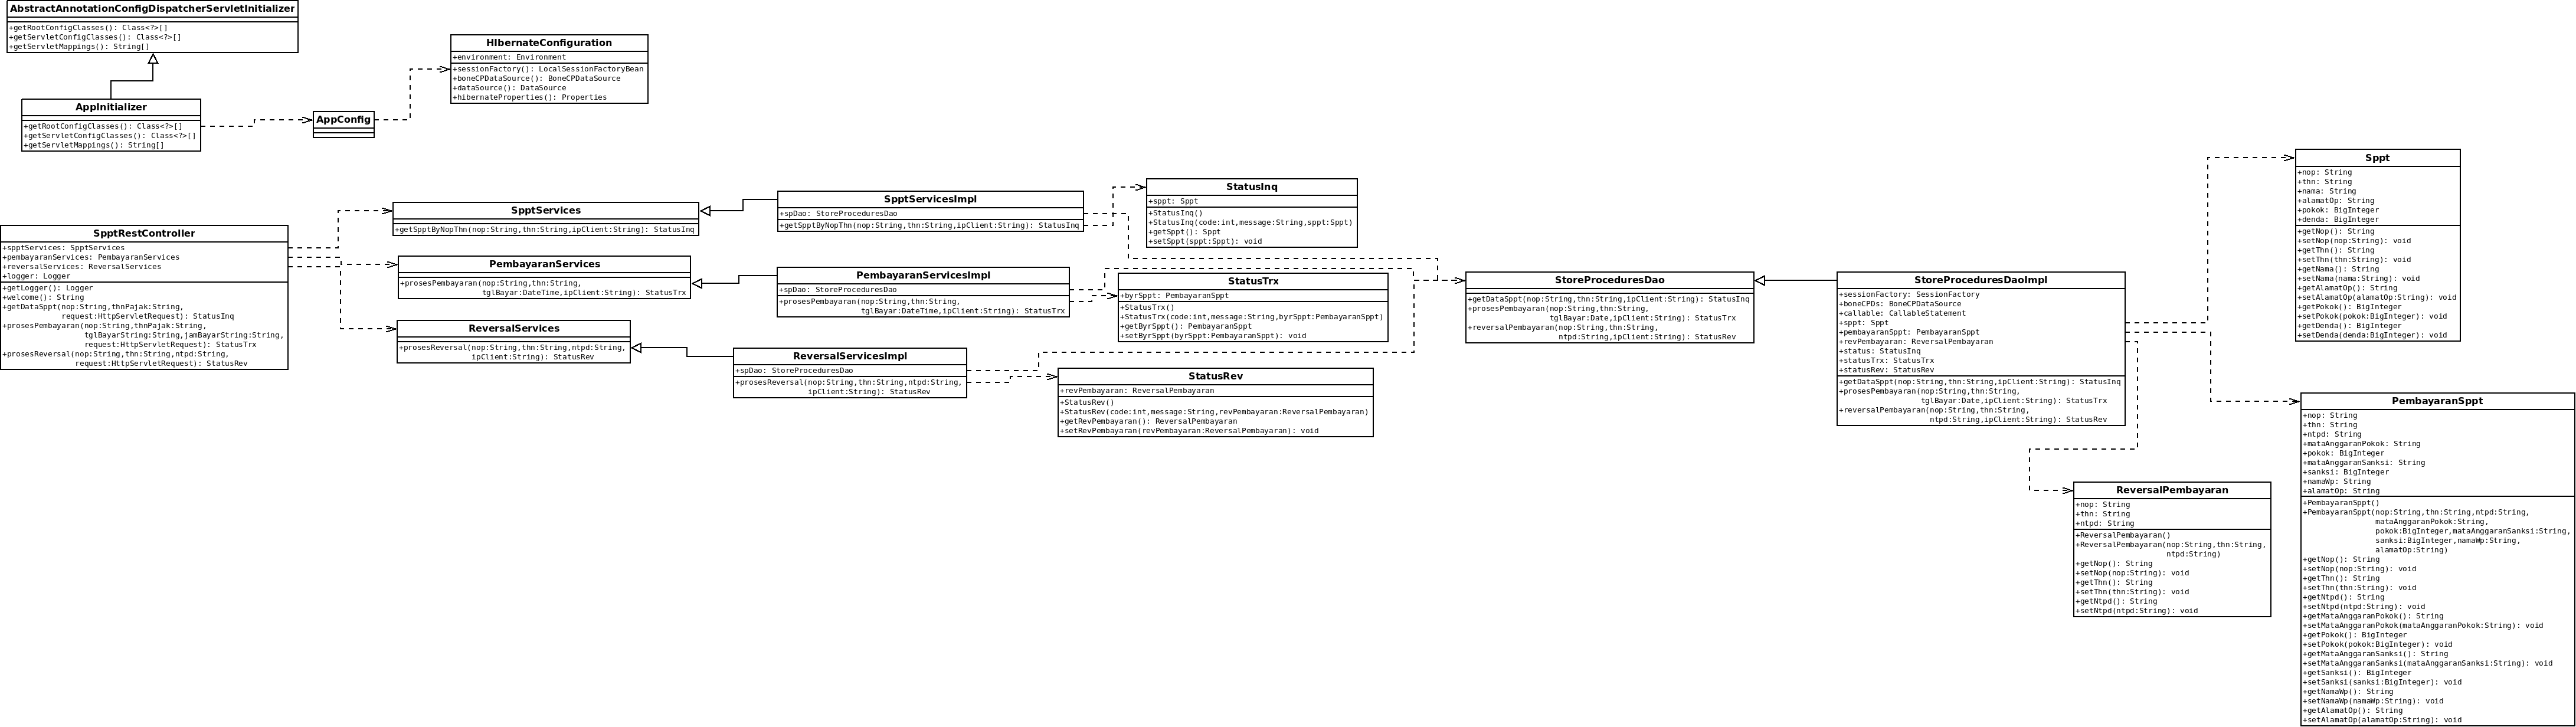 AbstractAnnotationConfigDispatcherServletInitializer
+getRootConfigClasses(): Class<?>[]
+getServletConfigClasses(): Class<?>[]
+getServletMappings(): String[]
AppInitializer
+getRootConfigClasses(): Class<?>[]
+getServletConfigClasses(): Class<?>[]
+getServletMappings(): String[]
AppConfig
HIbernateConfiguration
+environment: Environment
+sessionFactory(): LocalSessionFactoryBean
+boneCPDataSource(): BoneCPDataSource
+dataSource(): DataSource
+hibernateProperties(): Properties
SpptRestController
+spptServices: SpptServices
+pembayaranServices: PembayaranServices
+reversalServices: ReversalServices
+logger: Logger
+getLogger(): Logger
+welcome(): String
+getDataSppt(nop:String,thnPajak:String,
request:HttpServletRequest): StatusInq
+prosesPembayaran(nop:String,thnPajak:String,
tglBayarString:String,jamBayarString:String,
request:HttpServletRequest): StatusTrx
+prosesReversal(nop:String,thn:String,ntpd:String,
request:HttpServletRequest): StatusRev
SpptServices
+getSpptByNopThn(nop:String,thn:String,ipClient:String): StatusInq
PembayaranServices
+prosesPembayaran(nop:String,thn:String,
tglBayar:DateTime,ipClient:String): StatusTrx
ReversalServices
+prosesReversal(nop:String,thn:String,ntpd:String,
ipClient:String): StatusRev
SpptServicesImpl
+spDao: StoreProceduresDao
+getSpptByNopThn(nop:String,thn:String,ipClient:String): StatusInq
PembayaranServicesImpl
+spDao: StoreProceduresDao
+prosesPembayaran(nop:String,thn:String,
tglBayar:DateTime,ipClient:String): StatusTrx
ReversalServicesImpl
+spDao: StoreProceduresDao
+prosesReversal(nop:String,thn:String,ntpd:String,
ipClient:String): StatusRev
StatusInq
+sppt: Sppt
+StatusInq()
+StatusInq(code:int,message:String,sppt:Sppt)
+getSppt(): Sppt
+setSppt(sppt:Sppt): void
StatusTrx
+byrSppt: PembayaranSppt
+StatusTrx()
+StatusTrx(code:int,message:String,byrSppt:PembayaranSppt)
+getByrSppt(): PembayaranSppt
+setByrSppt(byrSppt:PembayaranSppt): void
StatusRev
+revPembayaran: ReversalPembayaran
+StatusRev()
+StatusRev(code:int,message:String,revPembayaran:ReversalPembayaran)
+getRevPembayaran(): ReversalPembayaran
+setRevPembayaran(revPembayaran:ReversalPembayaran): void
StoreProceduresDao
+getDataSppt(nop:String,thn:String,ipClient:String): StatusInq
+prosesPembayaran(nop:String,thn:String,
tglBayar:Date,ipClient:String): StatusTrx
+reversalPembayaran(nop:String,thn:String,
ntpd:String,ipClient:String): StatusRev
StoreProceduresDaoImpl
+sessionFactory: SessionFactory
+boneCPDs: BoneCPDataSource
+callable: CallableStatement
+sppt: Sppt
+pembayaranSppt: PembayaranSppt
+revPembayaran: ReversalPembayaran
+status: StatusInq
+statusTrx: StatusTrx
+statusRev: StatusRev
+getDataSppt(nop:String,thn:String,ipClient:String): StatusInq
+prosesPembayaran(nop:String,thn:String,
tglBayar:Date,ipClient:String): StatusTrx
+reversalPembayaran(nop:String,thn:String,
ntpd:String,ipClient:String): StatusRev
Sppt
+nop: String
+thn: String
+nama: String
+alamatOp: String
+pokok: BigInteger
+denda: BigInteger
+getNop(): String
+setNop(nop:String): void
+getThn(): String
+setThn(thn:String): void
+getNama(): String
+setNama(nama:String): void
+getAlamatOp(): String
+setAlamatOp(alamatOp:String): void
+getPokok(): BigInteger
+setPokok(pokok:BigInteger): void
+getDenda(): BigInteger
+setDenda(denda:BigInteger): void
PembayaranSppt
+nop: String
+thn: String
+ntpd: String
+mataAnggaranPokok: String
+pokok: BigInteger
+mataAnggaranSanksi: String
+sanksi: BigInteger
+namaWp: String
+alamatOp: String
+PembayaranSppt()
+PembayaranSppt(nop:String,thn:String,ntpd:String,
mataAnggaranPokok:String,
pokok:BigInteger,mataAnggaranSanksi:String,
sanksi:BigInteger,namaWp:String,
alamatOp:String)
+getNop(): String
+setNop(nop:String): void
+getThn(): String
+setThn(thn:String): void
+getNtpd(): String
+setNtpd(ntpd:String): void
+getMataAnggaranPokok(): String
+setMataAnggaranPokok(mataAnggaranPokok:String): void
+getPokok(): BigInteger
+setPokok(pokok:BigInteger): void
+getMataAnggaranSanksi(): String
+setMataAnggaranSanksi(mataAnggaranSanksi:String): void
+getSanksi(): BigInteger
+setSanksi(sanksi:BigInteger): void
+getNamaWp(): String
+setNamaWp(namaWp:String): void
+getAlamatOp(): String
+setAlamatOp(alamatOp:String): void
ReversalPembayaran
+nop: String
+thn: String
+ntpd: String
+ReversalPembayaran()
+ReversalPembayaran(nop:String,thn:String,
ntpd:String)
+getNop(): String
+setNop(nop:String): void
+getThn(): String
+setThn(thn:String): void
+getNtpd(): String
+setNtpd(ntpd:String): void